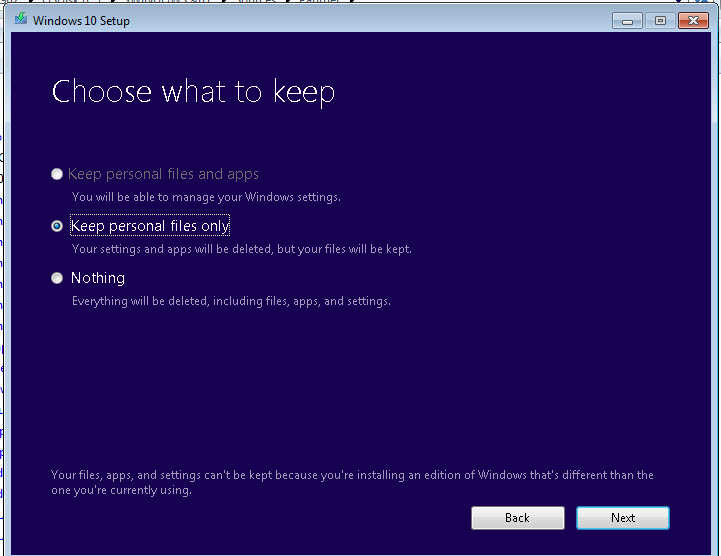 Windows 10 Setup
Choose what to keep
Keep personal files and apps
You will be able to manage your Windows settings.
Keep personal files only
Your settings and apps will be deleted, but your files will be kept.
Nothing
Everything will be deleted, including files, apps, and settings.
Your files, apps, and settings can't be kept because you're installing an edition of Windows that's different than the
one you're currently using.
Back
Next